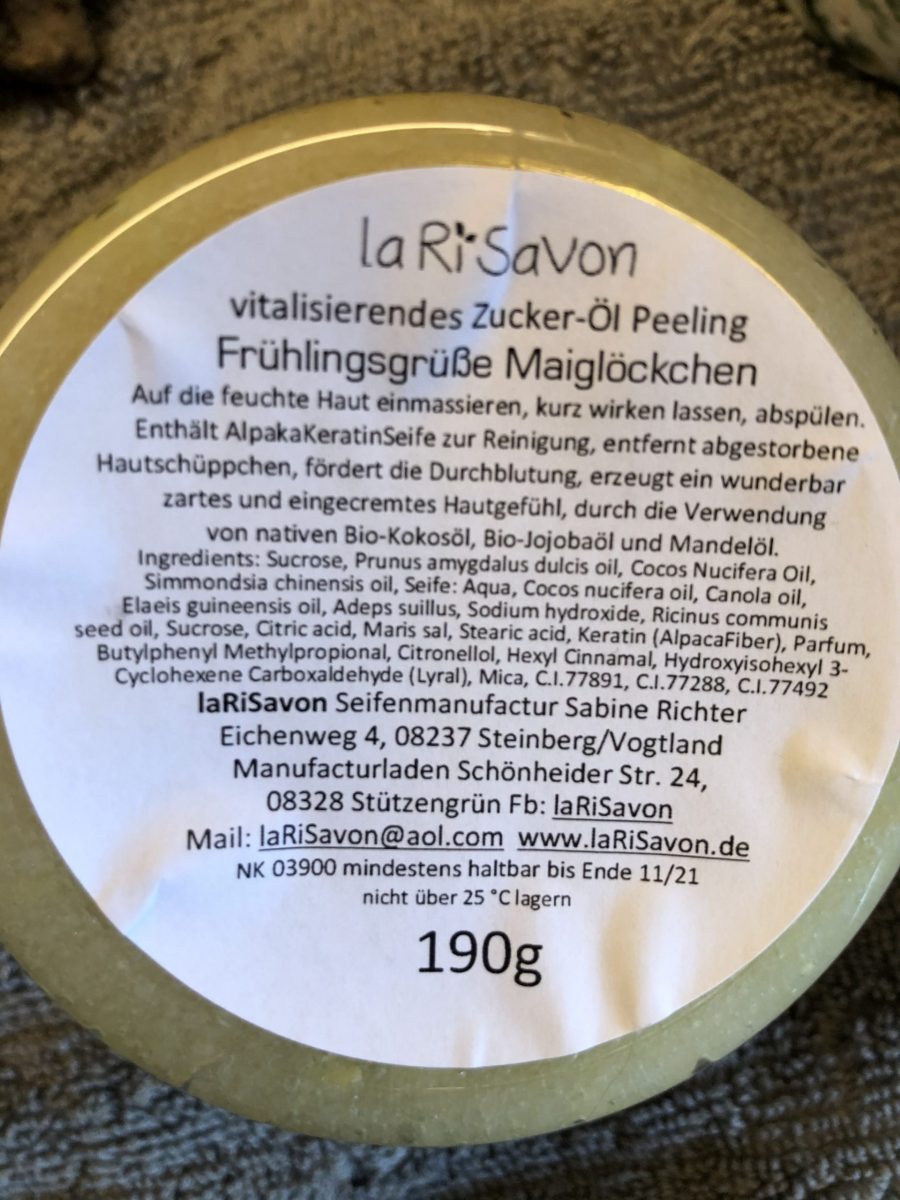 la Ri Savon
vitalisierendes Zucker-Öl Peeling
Frühlingsgrüße Maiglöckchen
Auf die feuchte Haut einmassieren, kurz wirken lassen, abspülen.
Enthält AlpakaKeratinSeife zur Reinigung, entfernt abgestorbene
Hautschüppchen, fördert die Durchblutung, erzeugt ein wunderbar
zartes und eingecremtes Hautgefühl, durch die Verwendung
von nativen Bio-Kokosöl, Bio-Jojobaöl und Mandelöl.
Ingredients: Sucrose, Prunus amygdalus dulcis oil, Cocos Nucifera Oil,
Simmondsia chinensis oil, Seife: Aqua, Cocos nucifera oil, Canola oil,
Elaeis guineensis oil, Adeps suillus, Sodium hydroxide, Ricinus communis
seed oil, Sucrose, Citric acid, Maris sal, Stearic acid, Keratin (AlpacaFiber), Parfum,
Butylphenyl Methylpropional, Citronellol, Hexyl Cinnamal, Hydroxyisohexyl 3-
Cyclohexene Carboxaldehyde (Lyral), Mica, C.I.77891, C.I.77288, C.I.77492
laRiSavon Seifenmanufactur Sabine Richter
Eichenweg 4, 08237 Steinberg/Vogtland
Manufacturladen Schönheider Str. 24,
08328 Stützengrün Fb: laRiSavon
Mail: laRiSavon@aol.com www.laRiSavon.de
NK 03900 mindestens haltbar bis Ende 11/21
nicht über 25 °C lagern
190g